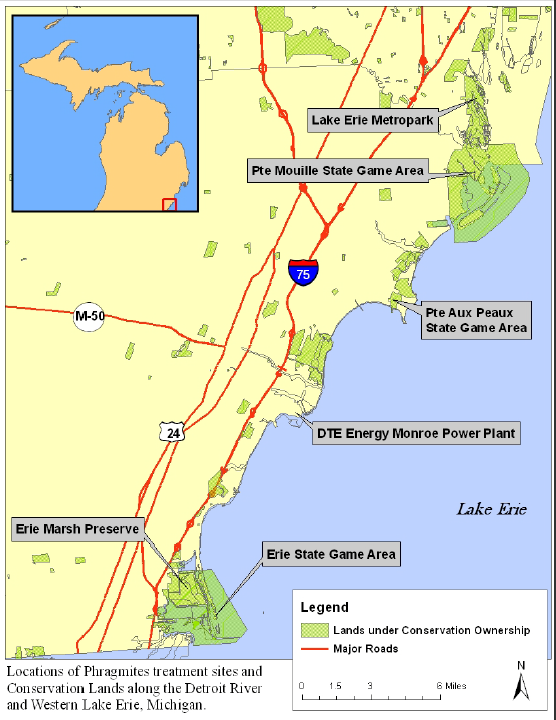 Lake Erie Metropark
Pte Mouille State Game Area
75
Pte Aux Peaux
State Game Area
M-50
24
DTE Energy Monroe Power Plant
Lake Erie
Erie Marsh Preserve
Erie State Game Area
Legend
Lands under Conservation Ownership
Major Roads
0 1.5 3 6 Miles
N
Locations of Phragmites treatment sites and
Conservation Lands along the Detroit River
and Western Lake Erie, Michigan.